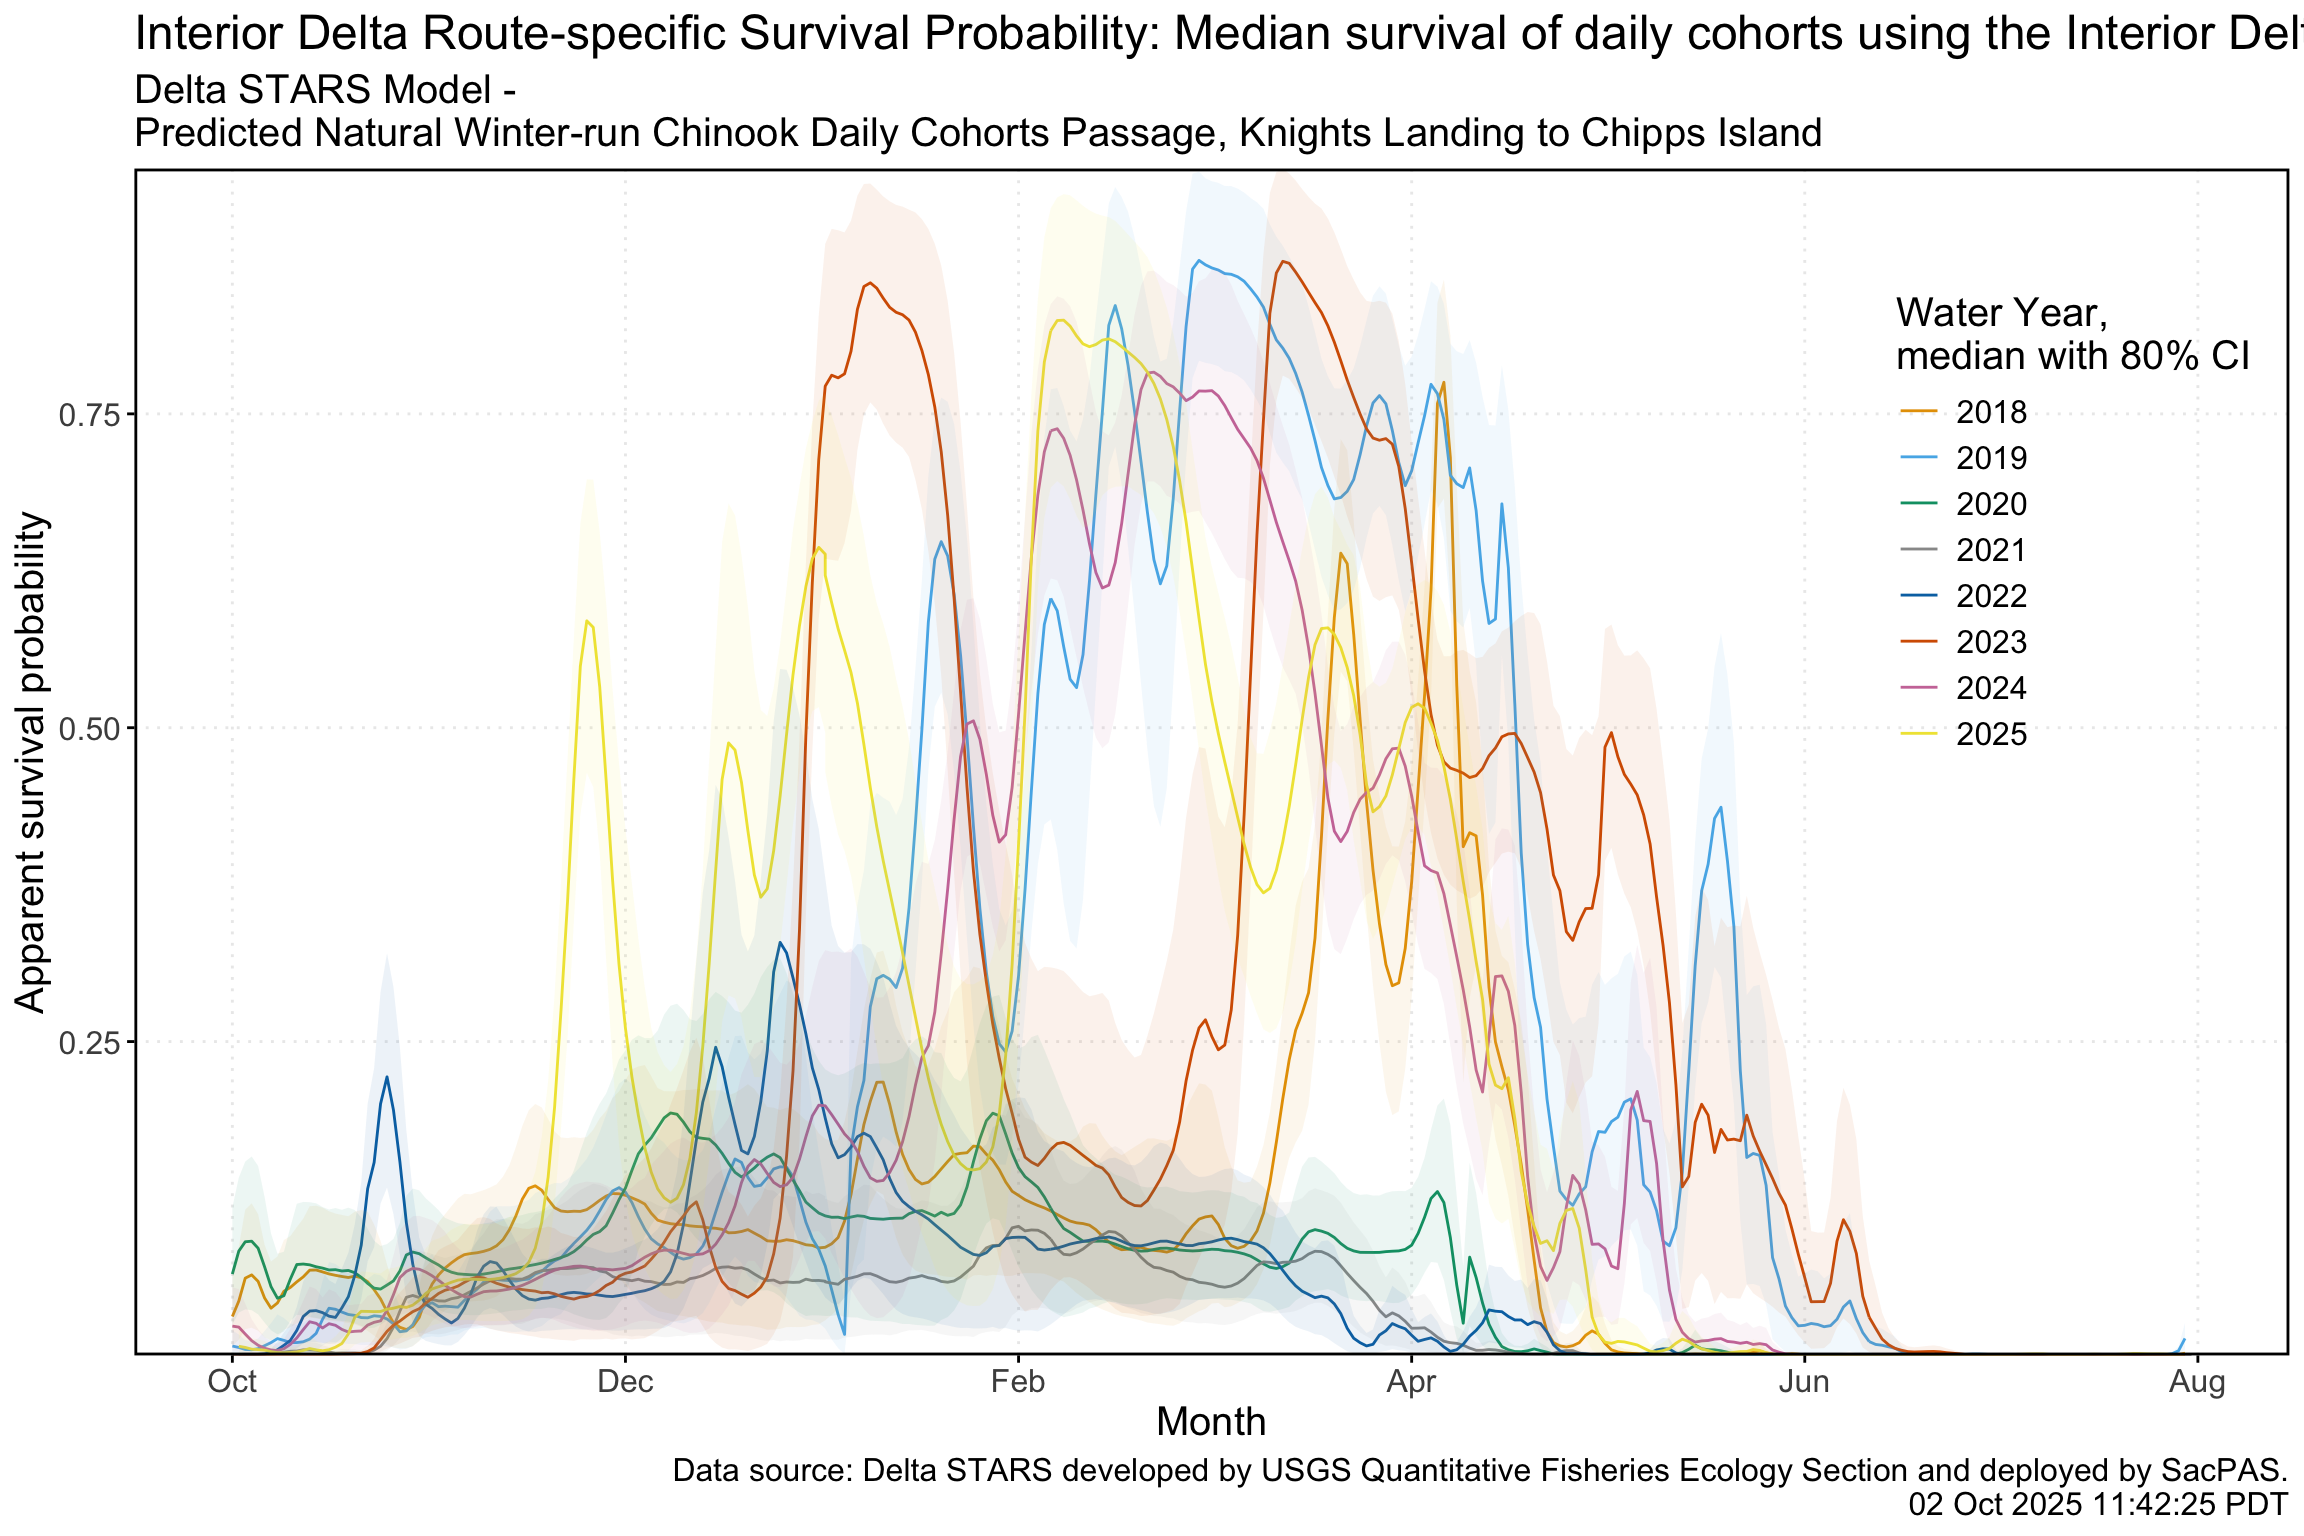 Interior Delta Route-specific Survival Probability: Median survival of daily cohorts using the Interior Del
Delta STARS Model -
Predicted Natural Winter-run Chinook Daily Cohorts Passage, Knights Landing to Chipps Island
Apparent survival probability
0.75
0.50
0.25
Water Year,
median with 80% CI
2018
2019
2020
2021
2022
2023
2024
2025
Oct
Dec
Feb
Apr
Jun
Aug
Month
Data source: Delta STARS developed by USGS Quantitative Fisheries Ecology Section and deployed by SacPAS.
02 Oct 2025 11:42:25 PDT